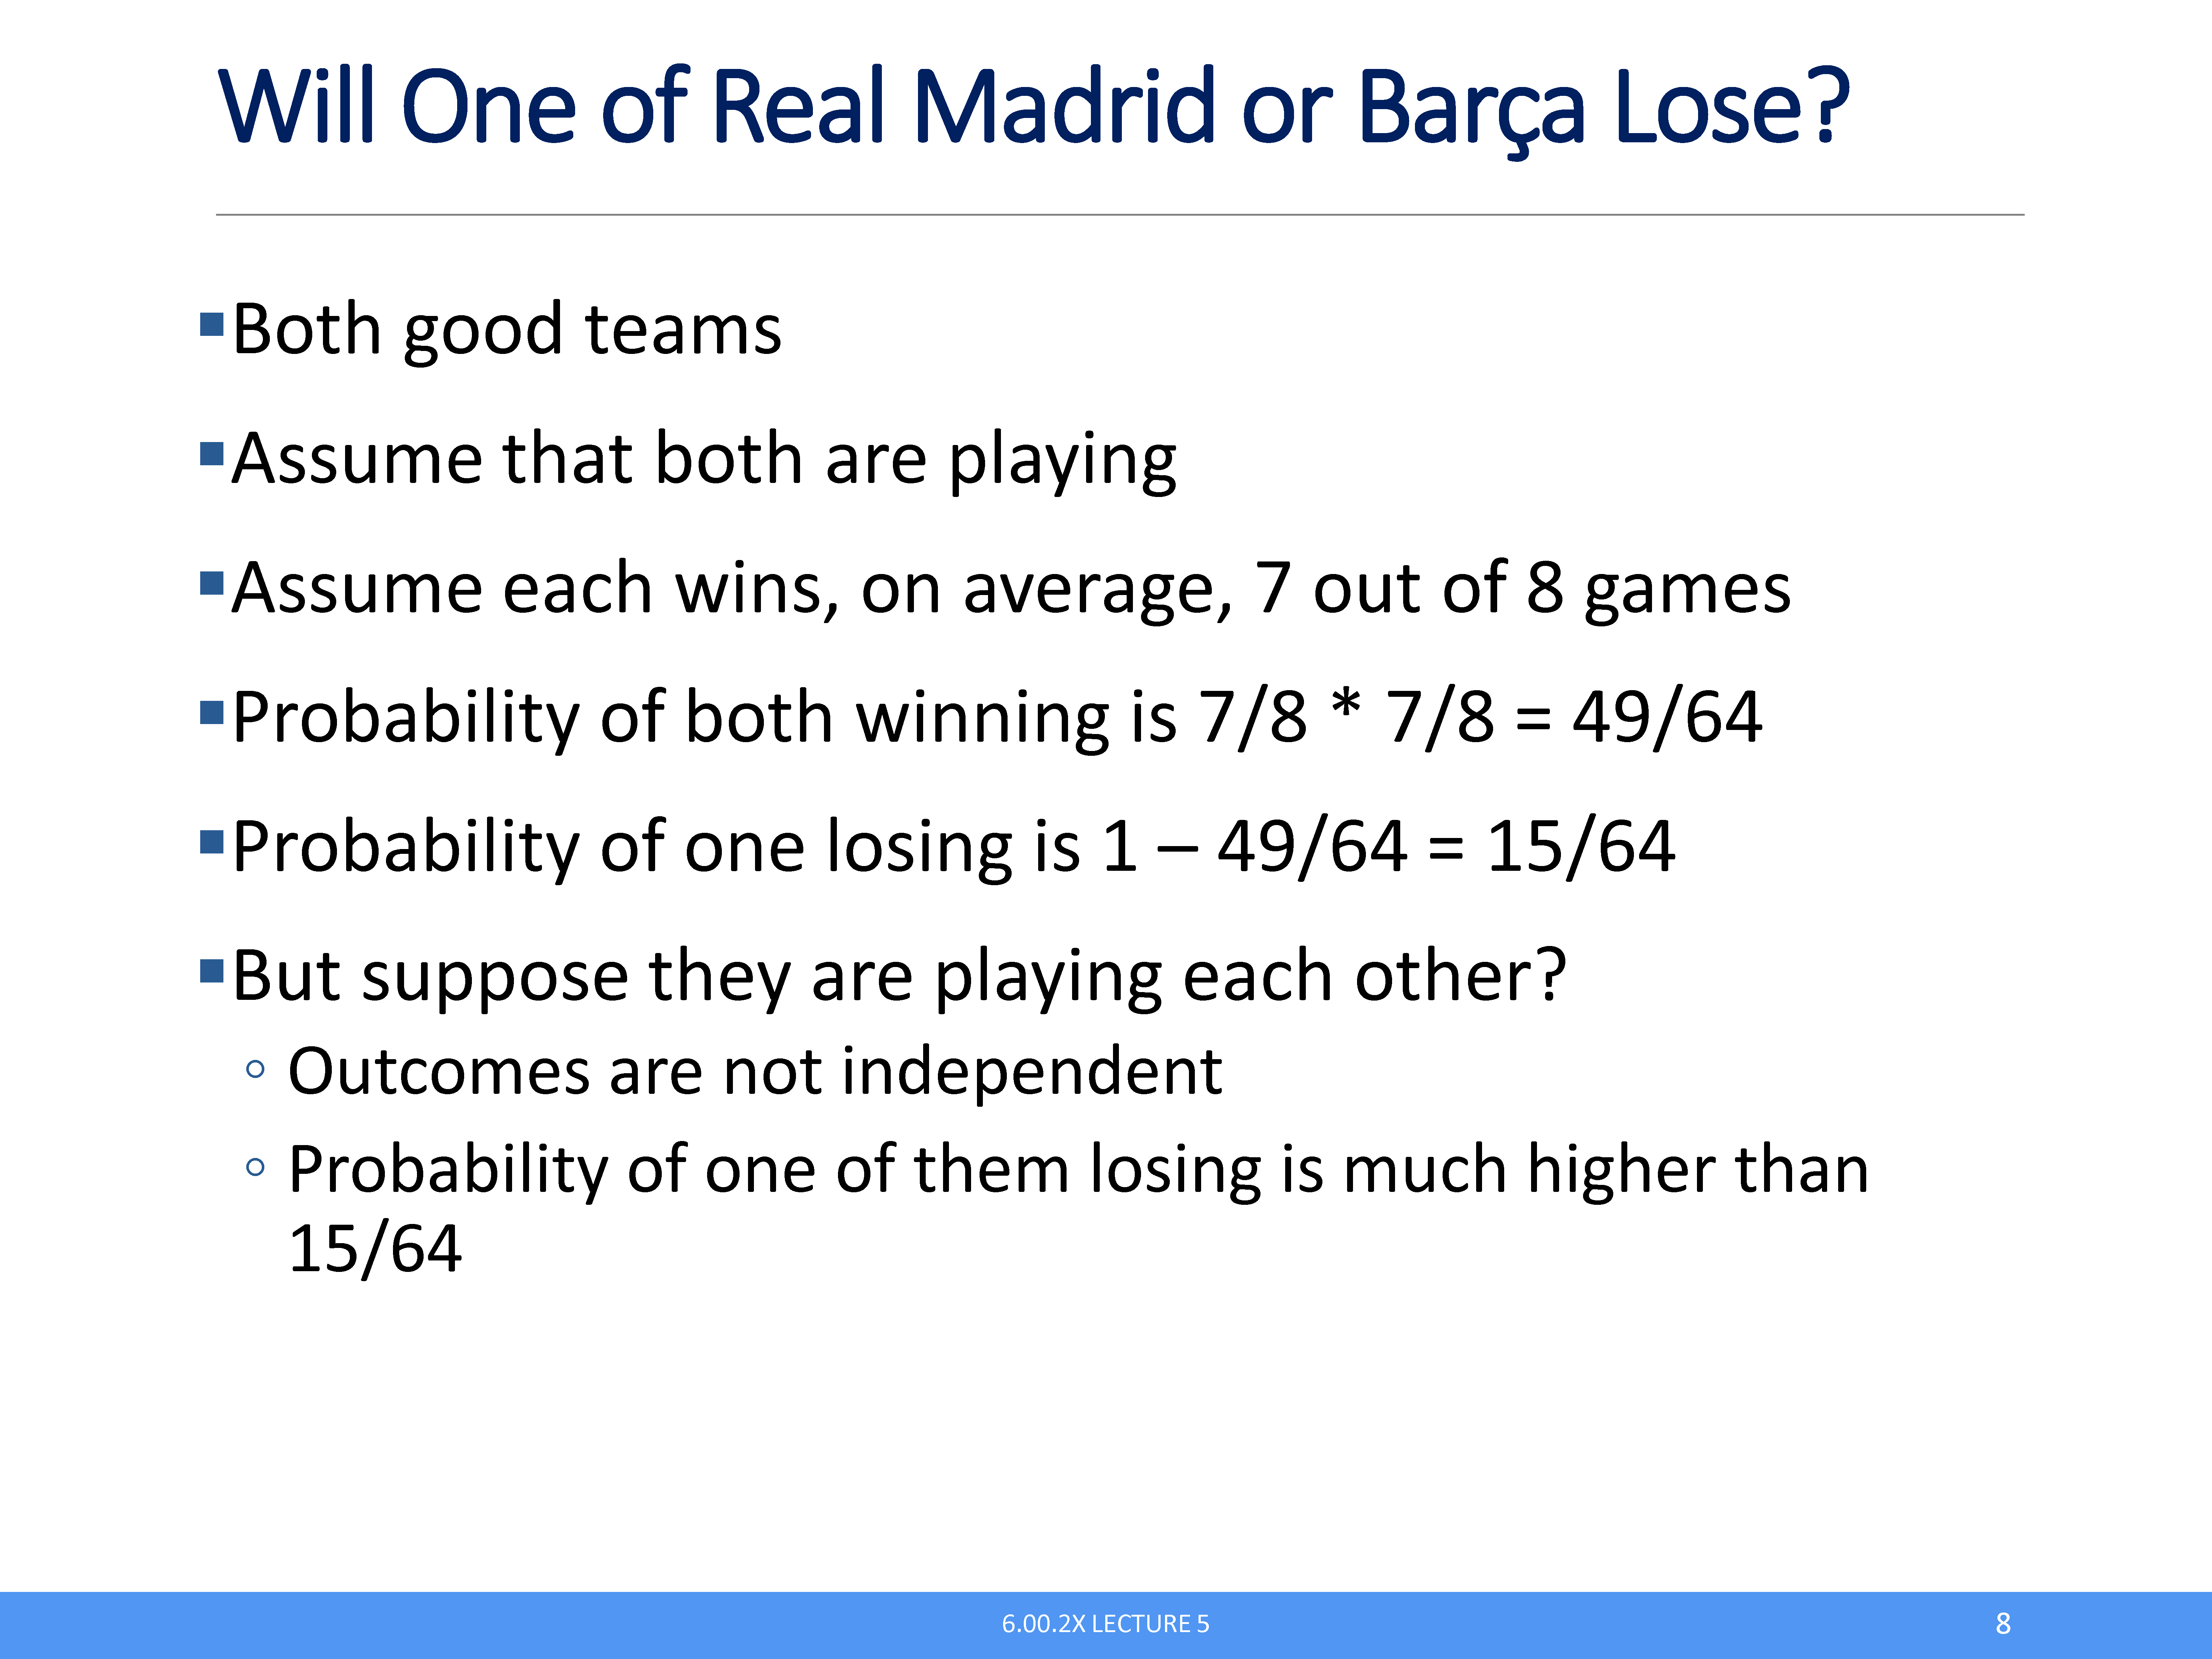 Will One of Real Madrid or Barça Lose?
▪Both good teams
▪Assume that both are playing
▪Assume each wins, on average, 7 out of 8 games
▪Probability of both winning is 7/8 * 7/8 = 49/64
▪Probability of one losing is 1 – 49/64 = 15/64
▪But suppose they are playing each other?
◦ Outcomes are not independent
◦ Probability of one of them losing is much higher than
15/64
6.00.2X LECTURE 5
8